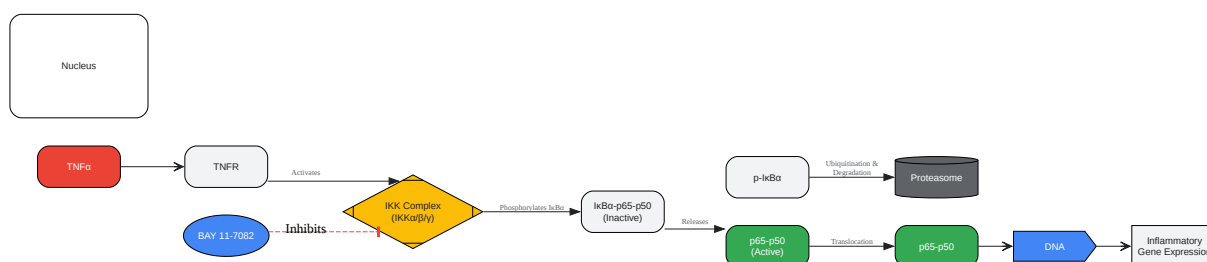 Nucleus
TNFα
TNFR
Activates
BAY 11-7082
Inhibits
IKK Complex
(IKKα/β/γ)
Phosphorylates IκBα
IκBα-p65-p50
(Inactive)
Releases
p-IκBα
Ubiquitination &
Degradation
Proteasome
p65-p50
(Active)
Translocation
p65-p50
DNA
Inflammatory
Gene Expression